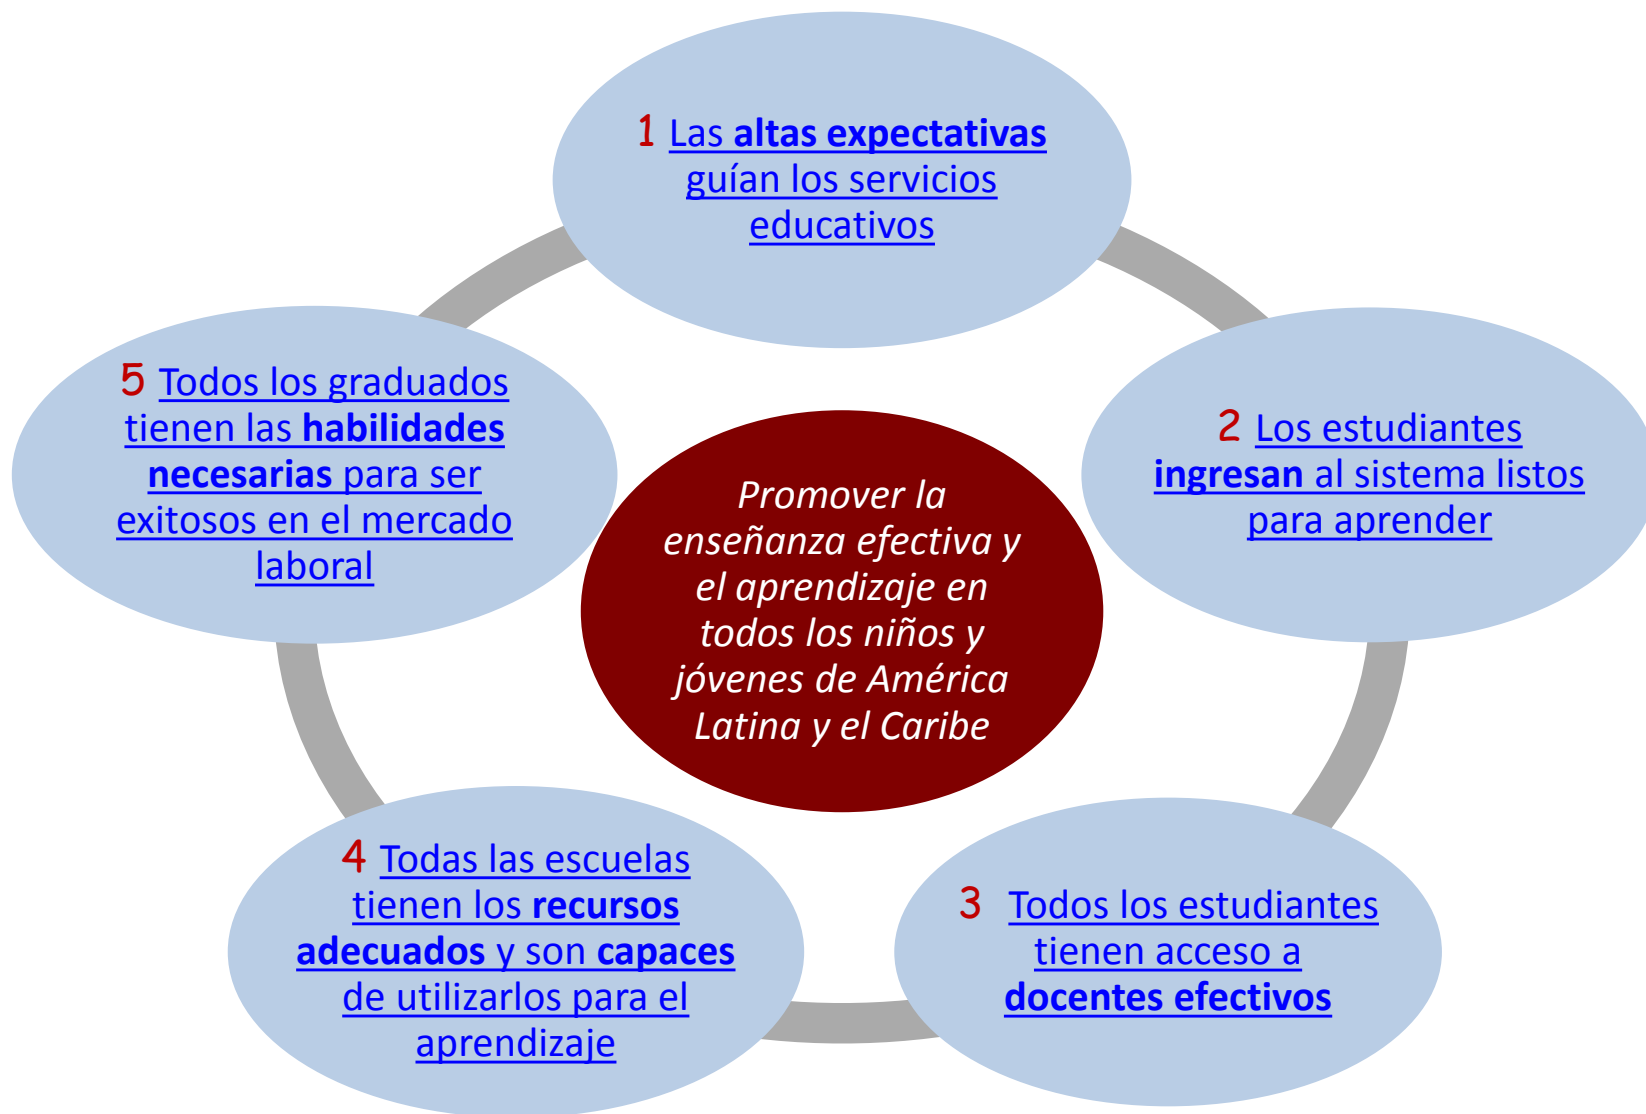 1 Las altas expectativas
guían los servicios
educativos
2 Los estudiantes
ingresan al sistema listos
para aprender
3 Todos los estudiantes
tienen acceso a
docentes efectivos
4 Todas las escuelas
tienen los recursos
adecuados y son capaces
de utilizarlos para el
aprendizaje
5 Todos los graduados
tienen las habilidades
necesarias para ser
exitosos en el mercado
laboral
Promover la
enseñanza efectiva y
el aprendizaje en
todos los niños y
jóvenes de América
Latina y el Caribe